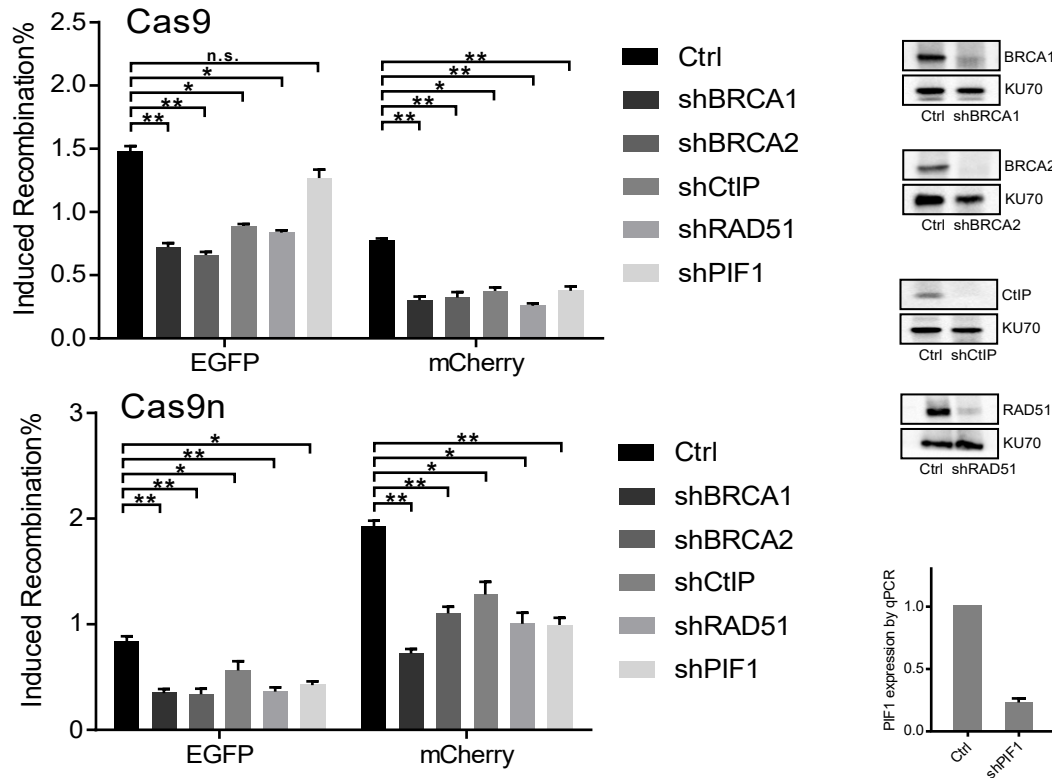 Cas9
Induced Recombination%
2.5
2.0
1.5
1.0
0.5
0.0
n.s.
*
*
**
**
**
**
*
**
**
EGFP
mCherry
Ctrl
shBRCA1
shBRCA2
shCtIP
shRAD51
shPIF1
Cas9n
Induced Recombination%
3
2
1
0
*
**
*
**
**
**
*
*
**
**
EGFP
mCherry
Ctrl
shBRCA1
shBRCA2
shCtIP
shRAD51
shPIF1
BRCA1
KU70
Ctrl shBRCA1
BRCA2
KU70
Ctrl shBRCA2
CtIP
KU70
Ctrl shCtIP
RAD51
KU70
Ctrl shRAD51
PIF1 expression by qPCR
1.0
0.5
0.0
Ctrl
shPIF1